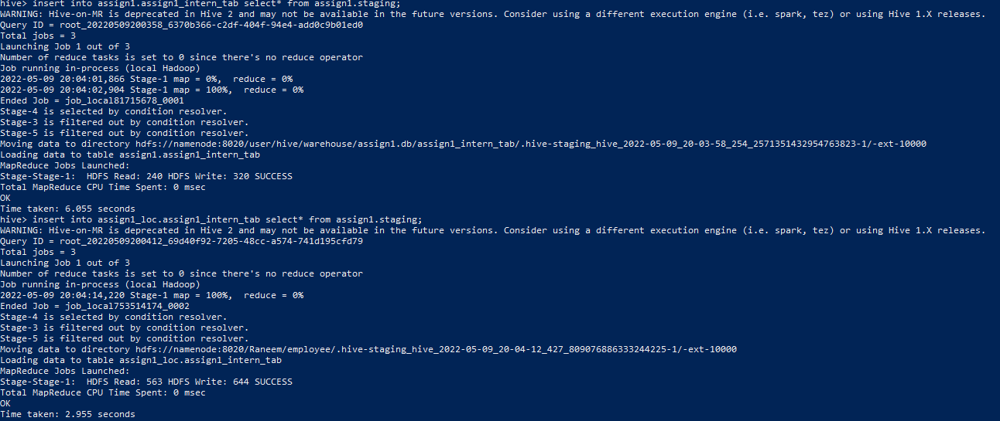 hive> insert into assign1.assign1_intern_tab select* from assign1.staging;
WARNING: Hive-on-MR is deprecated in Hive 2 and may not be available in the future versions. Consider using a different execution engine (i.e. spark, tez) or using Hive 1.X releases.
Query ID = root_20220509200358_6370b366-c2df-404f-94e4-add0c9b01ed0
Total jobs = 3
Launching Job 1 out of 3
Number of reduce tasks is set to 0 since there's no reduce operator
Job running in-process (local Hadoop)
2022-05-09 20:04:01,866 Stage-1 map = 0%,  reduce = 0%
2022-05-09 20:04:02,904 Stage-1 map = 100%,  reduce = 0%
Ended Job = job_local81715678_0001
Stage-4 is selected by condition resolver.
Stage-3 is filtered out by condition resolver.
Stage-5 is filtered out by condition resolver.
Moving data to directory hdfs://namenode:8020/user/hive/warehouse/assign1.db/assign1_intern_tab/.hive-staging_hive_2022-05-09_20-03-58_254_2571351432954763823-1/-ext-10000
Loading data to table assign1.assign1_intern_tab
MapReduce Jobs Launched:
Stage-Stage-1:  HDFS Read: 240 HDFS Write: 320 SUCCESS
Total MapReduce CPU Time Spent: 0 msec
OK
Time taken: 6.055 seconds
hive> insert into assign1_loc.assign1_intern_tab select* from assign1.staging;
WARNING: Hive-on-MR is deprecated in Hive 2 and may not be available in the future versions. Consider using a different execution engine (i.e. spark, tez) or using Hive 1.X releases.
Query ID = root_20220509200412_69d40f92-7205-48cc-a574-741d195cfd79
Total jobs = 3
Launching Job 1 out of 3
Number of reduce tasks is set to 0 since there's no reduce operator
Job running in-process (local Hadoop)
2022-05-09 20:04:14,220 Stage-1 map = 100%,  reduce = 0%
Ended Job = job_local753514174_0002
Stage-4 is selected by condition resolver.
Stage-3 is filtered out by condition resolver.
Stage-5 is filtered out by condition resolver.
Moving data to directory hdfs://namenode:8020/Raneem/employee/.hive-staging_hive_2022-05-09_20-04-12_427_809076886333244225-1/-ext-10000
Loading data to table assign1_loc.assign1_intern_tab
MapReduce Jobs Launched:
Stage-Stage-1:  HDFS Read: 563 HDFS Write: 644 SUCCESS
Total MapReduce CPU Time Spent: 0 msec
OK
Time taken: 2.955 seconds